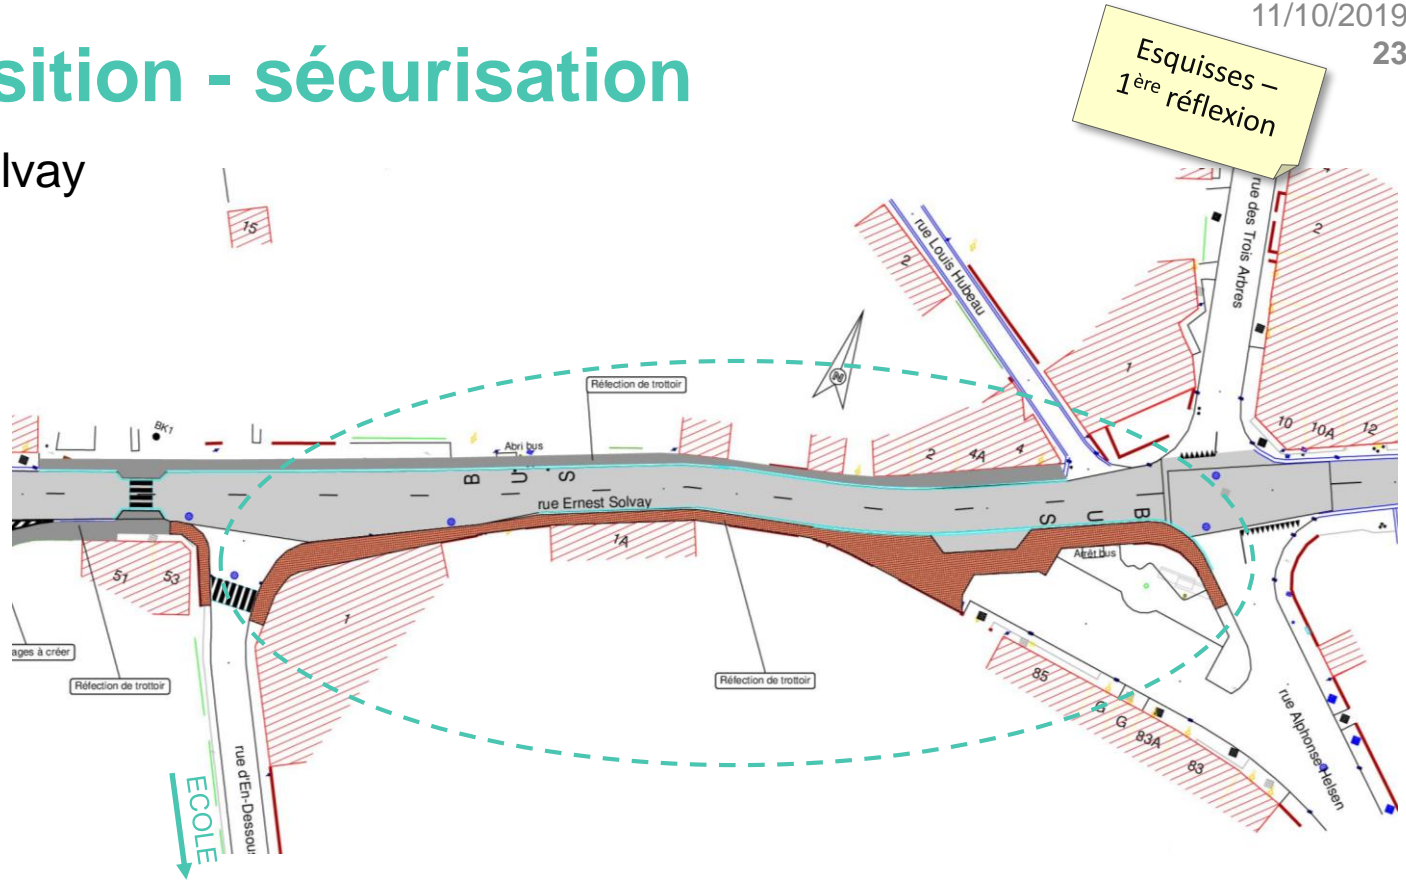 11/10/2019
23
sition - sécurisation
Esquisses –
1ère réflexion
lvay
15
rue des Trois Arbres
2
rue Louis Hubeau
2
1
Réfection de trottoir
BK1
Abri bus
BUS
2
4A
4
10
10A
12
rue Ernest Solvay
BUS
Arrêt bus
1A
51
53
1
ages à créer
Réfection de trottoir
Réfection de trottoir
85
G
G
83A
83
rue d'En-Dessou
ECOLE
rue Alphonse Helsen